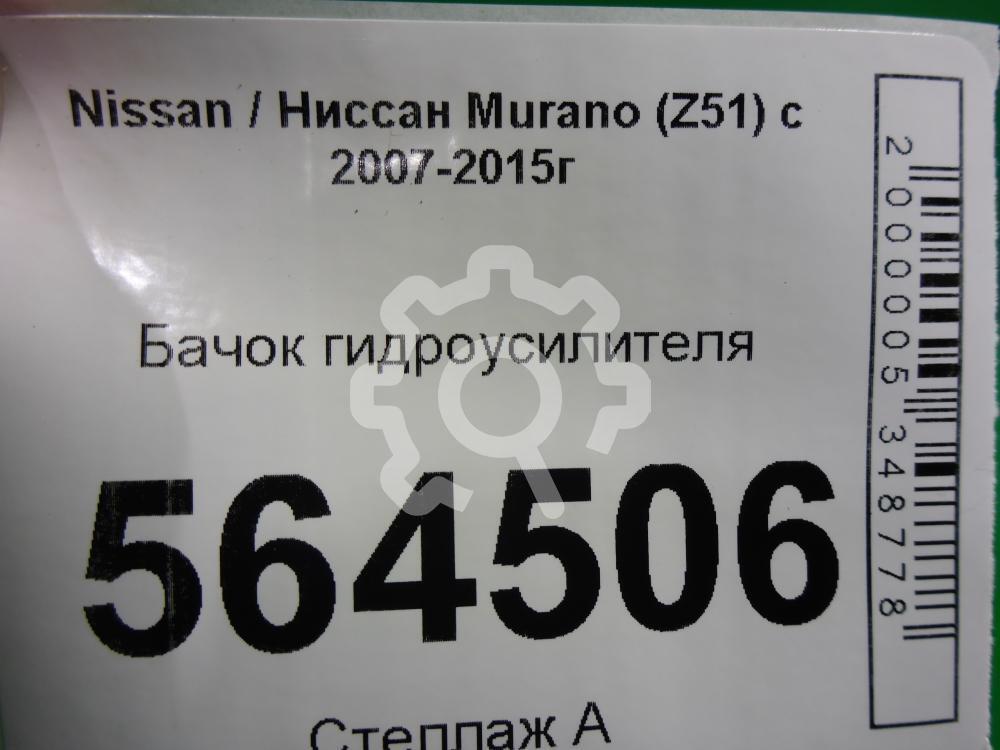 Nissan / Ниссан Murano (Z51) с
2007-2015г
Бачок гидроусилителя
564506
Стеллаж А
2000005348778